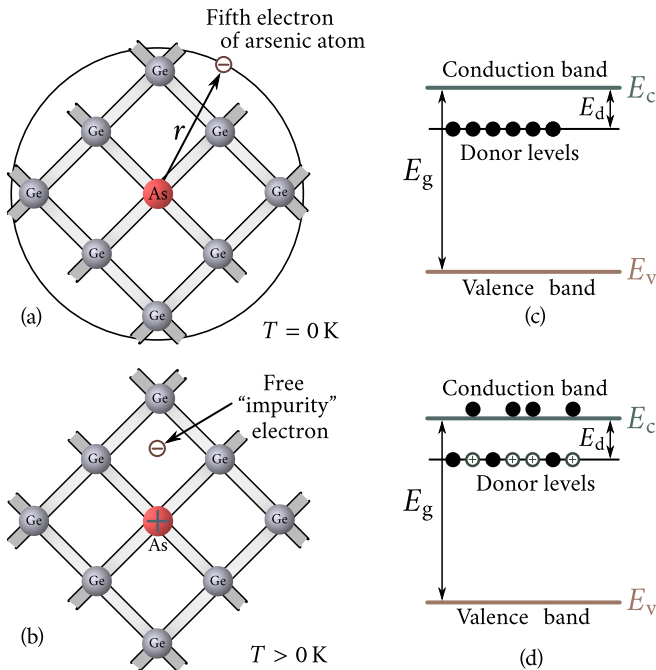 Fifth electron
of arsenic atom
Ge
Ge
Ge
r
Ge
As
Ge
Ge
Ge
Ge
(a)
T = 0 K
Conduction band
E_c
E_d
Donor levels
E_g
E_v
Valence band
(c)
Free
“impurity”
electron
Ge
Ge
Ge
Ge
+
As
Ge
Ge
Ge
Ge
(b)
T > 0 K
Conduction band
E_c
E_d
+ + + +
Donor levels
E_g
E_v
Valence band
(d)